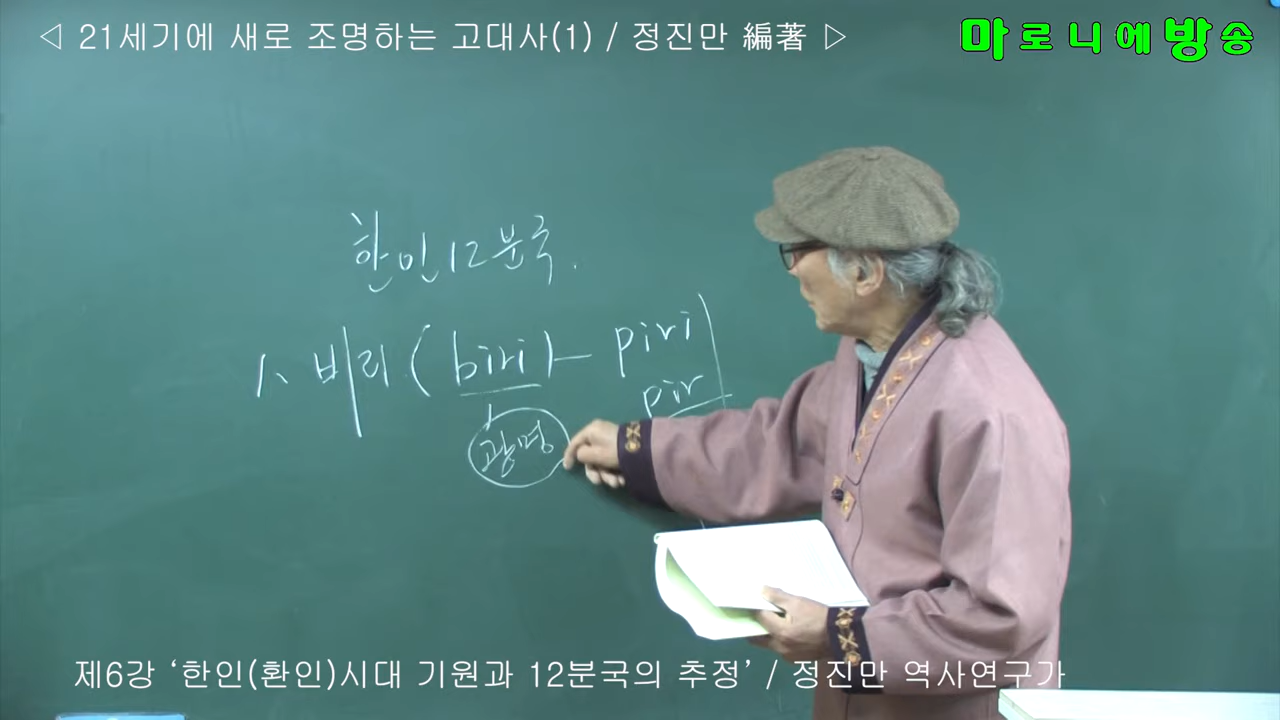 ◁ 21세기에 새로 조명하는 고대사(1) / 정진만 編著 ▷
마로니에방송
한인12분국.
1、비리(biri)– piri
pir
광명
제6강 ‘한인(환인)시대 기원과 12분국의 추정’ / 정진만 역사연구가